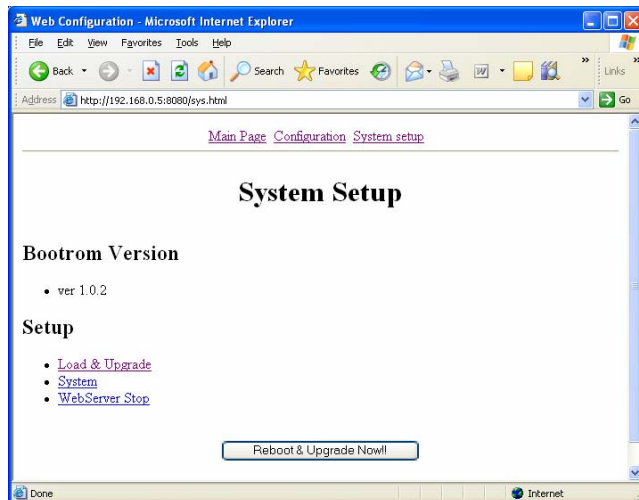 Web Configuration - Microsoft Internet Explorer
File Edit View Favorites Tools Help
Back Search Favorites Links
Address http://192.168.0.5:8080/sys.html Go
Main Page Configuration System setup
System Setup
Bootrom Version
• ver 1.0.2
Setup
• Load & Upgrade
• System
• WebServer Stop
Reboot & Upgrade Now!!
Done Internet